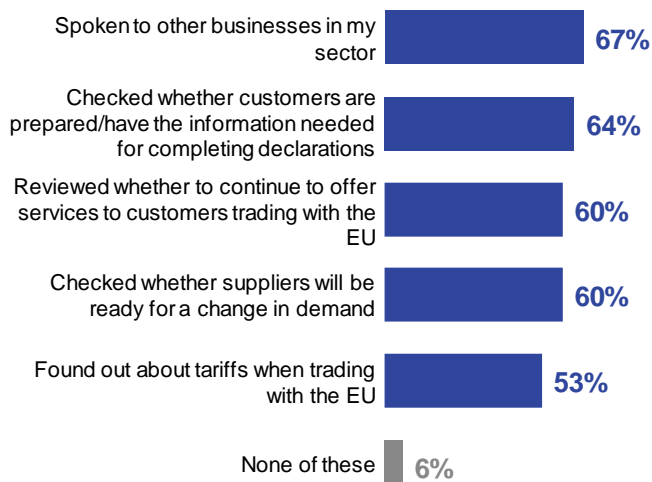 Spoken to other businesses in my
sector
67%
Checked whether customers are
prepared/have the information needed
for completing declarations
64%
Reviewed whether to continue to offer
services to customers trading with the
EU
60%
Checked whether suppliers will be
ready for a change in demand
60%
Found out about tariffs when trading
with the EU
53%
None of these
6%